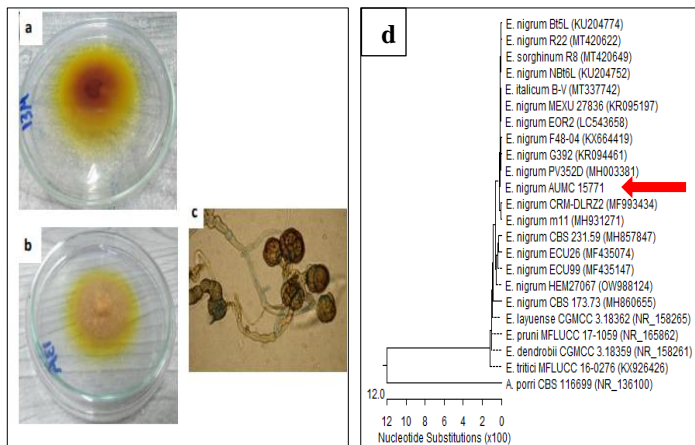 a
13M
b
AE1
c
d
E. nigrum Bt5L (KU204774)
E. nigrum R22 (MT420622)
E. sorghinum R8 (MT420649)
E. nigrum NBt6L (KU204752)
E. italicum B-V (MT337742)
E. nigrum MEXU 27836 (KR095197)
E. nigrum EOR2 (LC543658)
E. nigrum F48-04 (KX664419)
E. nigrum G392 (KR094461)
E. nigrum PV352D (MH003381)
E. nigrum AUMC 15771
E. nigrum CRM-DLRZ2 (MF993434)
E. nigrum m11 (MH931271)
E. nigrum CBS 231.59 (MH857847)
E. nigrum ECU26 (MF435074)
E. nigrum ECU99 (MF435147)
E. nigrum HEM27067 (OW988124)
E. nigrum CBS 173.73 (MH860655)
E. layuense CGMCC 3.18362 (NR_158265)
E. pruni MFLUCC 17-1059 (NR_165862)
E. dendrobii CGMCC 3.18359 (NR_158261)
E. tritici MFLUCC 16-0276 (KX926426)
A. porri CBS 116699 (NR_136100)
12.0
12 10 8 6 4 2 0
Nucleotide Substitutions (x100)